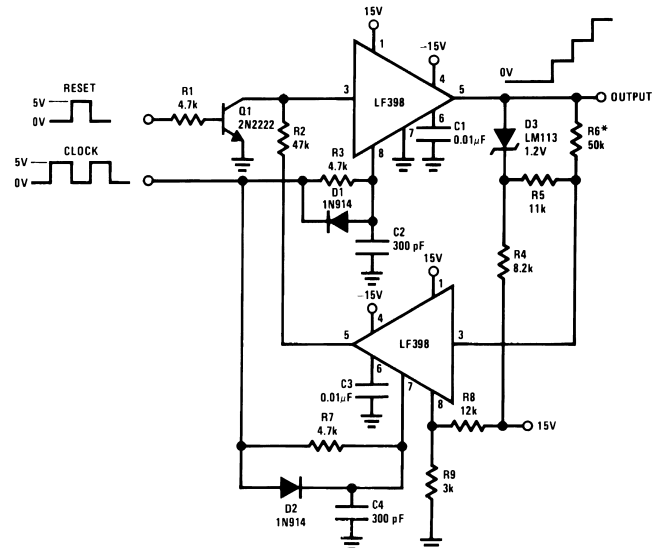 15V
-15V
0V
1
4
RESET
5V
0V
R1
4.7k
Q1
2N2222
3
LF398
5
OUTPUT
6
7
8
C1
0.01µF
D3
LM113
1.2V
R6*
50k
R2
47k
CLOCK
5V
0V
R3
4.7k
D1
1N914
R5
11k
C2
300 pF
R4
8.2k
15V
-15V
1
4
5
LF398
3
6
7
8
C3
0.01µF
R8
12k
15V
R7
4.7k
R9
3k
D2
1N914
C4
300 pF